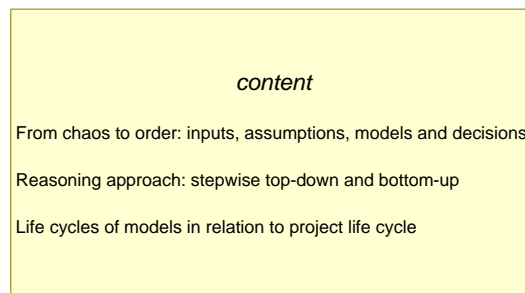 content
From chaos to order: inputs, assumptions, models and decisions
Reasoning approach: stepwise top-down and bottom-up
Life cycles of models in relation to project life cycle